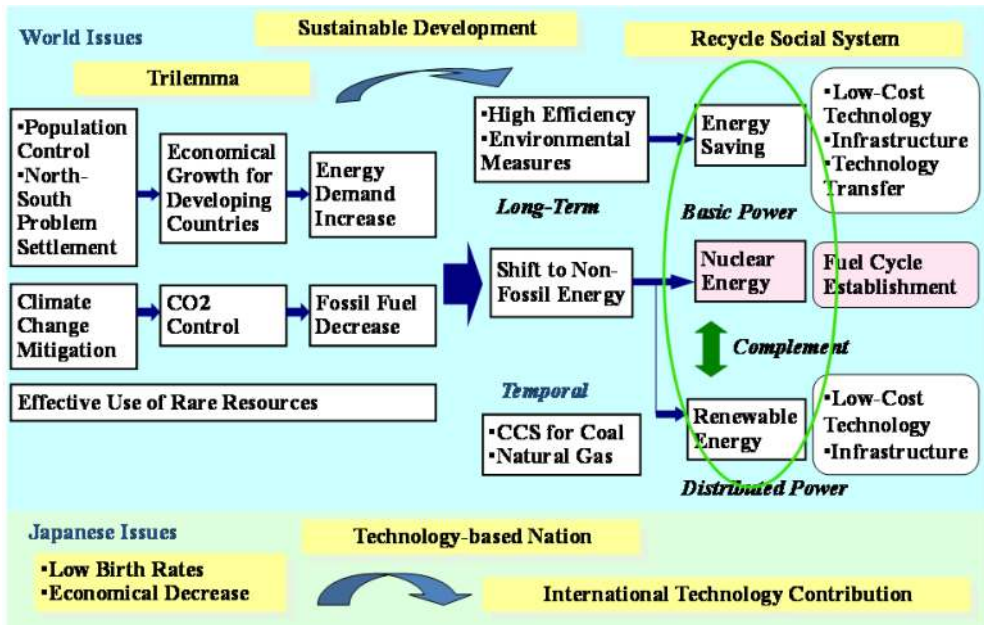 World Issues
Sustainable Development
Recycle Social System
Trilemma
▪Population
Control
▪North-
South
Problem
Settlement
Economical
Growth for
Developing
Countries
Energy
Demand
Increase
▪High Efficiency
▪Environmental
Measures
Long-Term
Energy
Saving
Basic Power
▪Low-Cost
Technology
▪Infrastructure
▪Technology
Transfer
Shift to Non-
Fossil Energy
Nuclear
Energy
Fuel Cycle
Establishment
Climate
Change
Mitigation
CO2
Control
Fossil Fuel
Decrease
Complement
Effective Use of Rare Resources
Temporal
▪CCS for Coal
▪Natural Gas
Renewable
Energy
Distributed Power
▪Low-Cost
Technology
▪Infrastructure
Japanese Issues
Technology-based Nation
▪Low Birth Rates
▪Economical Decrease
International Technology Contribution